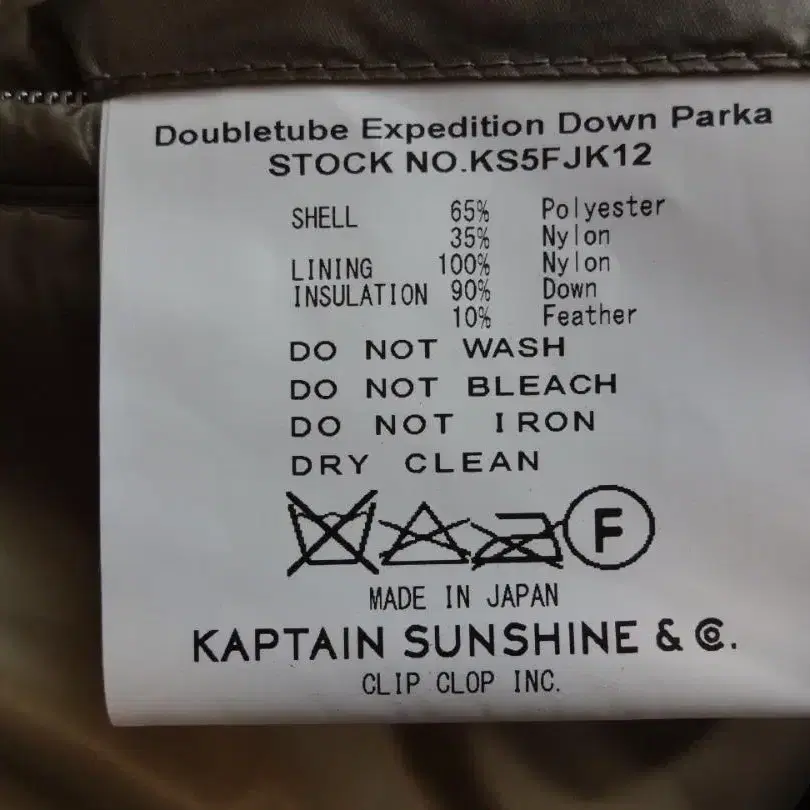 Doubletube Expedition Down Parka
STOCK NO.KS5FJK12
SHELL 65% Polyester
35% Nylon
LINING 100% Nylon
INSULATION 90% Down
10% Feather
DO NOT WASH
DO NOT BLEACH
DO NOT IRON
DRY CLEAN
F
MADE IN JAPAN
KAPTAIN SUNSHINE & Co.
CLIP CLOP INC.